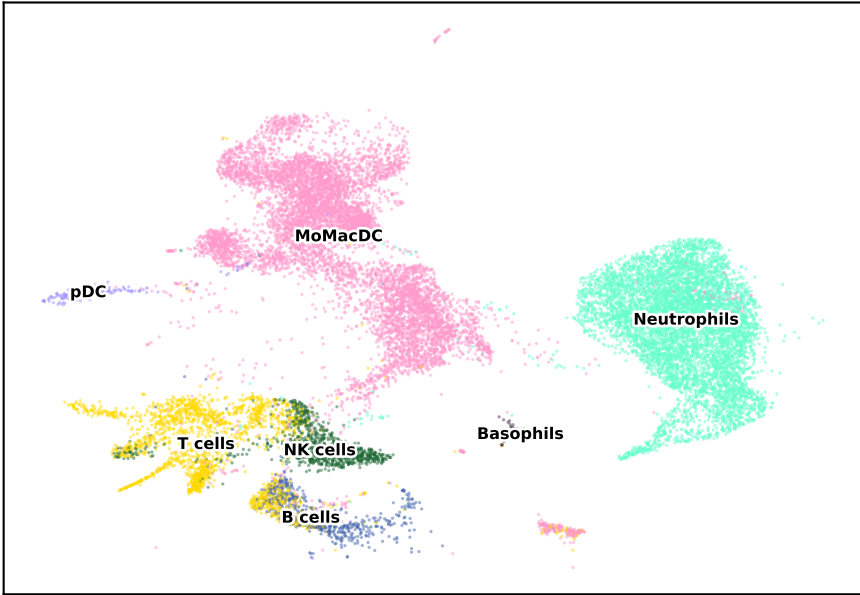 MoMacDC
pDC
Neutrophils
Basophils
T cells
NK cells
B cells